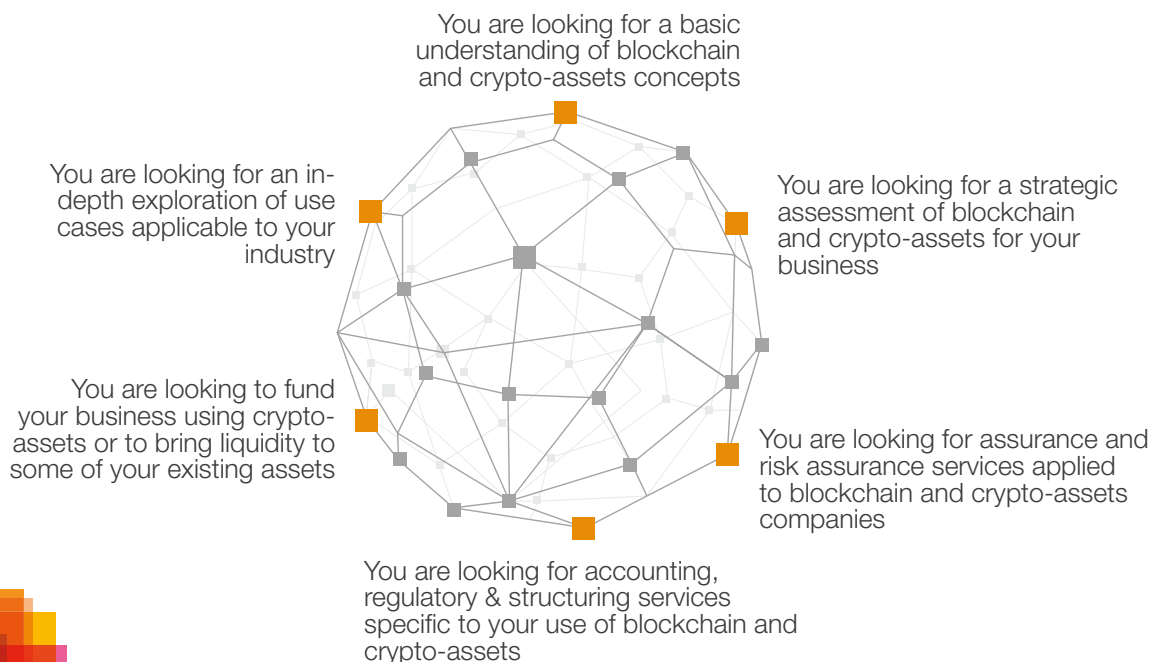 You are looking for a basic
understanding of blockchain
and crypto-assets concepts
You are looking for an in-
depth exploration of use
cases applicable to your
industry
You are looking for a strategic
assessment of blockchain
and crypto-assets for your
business
You are looking to fund
your business using crypto-
assets or to bring liquidity to
some of your existing assets
You are looking for assurance and
risk assurance services applied
to blockchain and crypto-assets
companies
You are looking for accounting,
regulatory & structuring services
specific to your use of blockchain and
crypto-assets